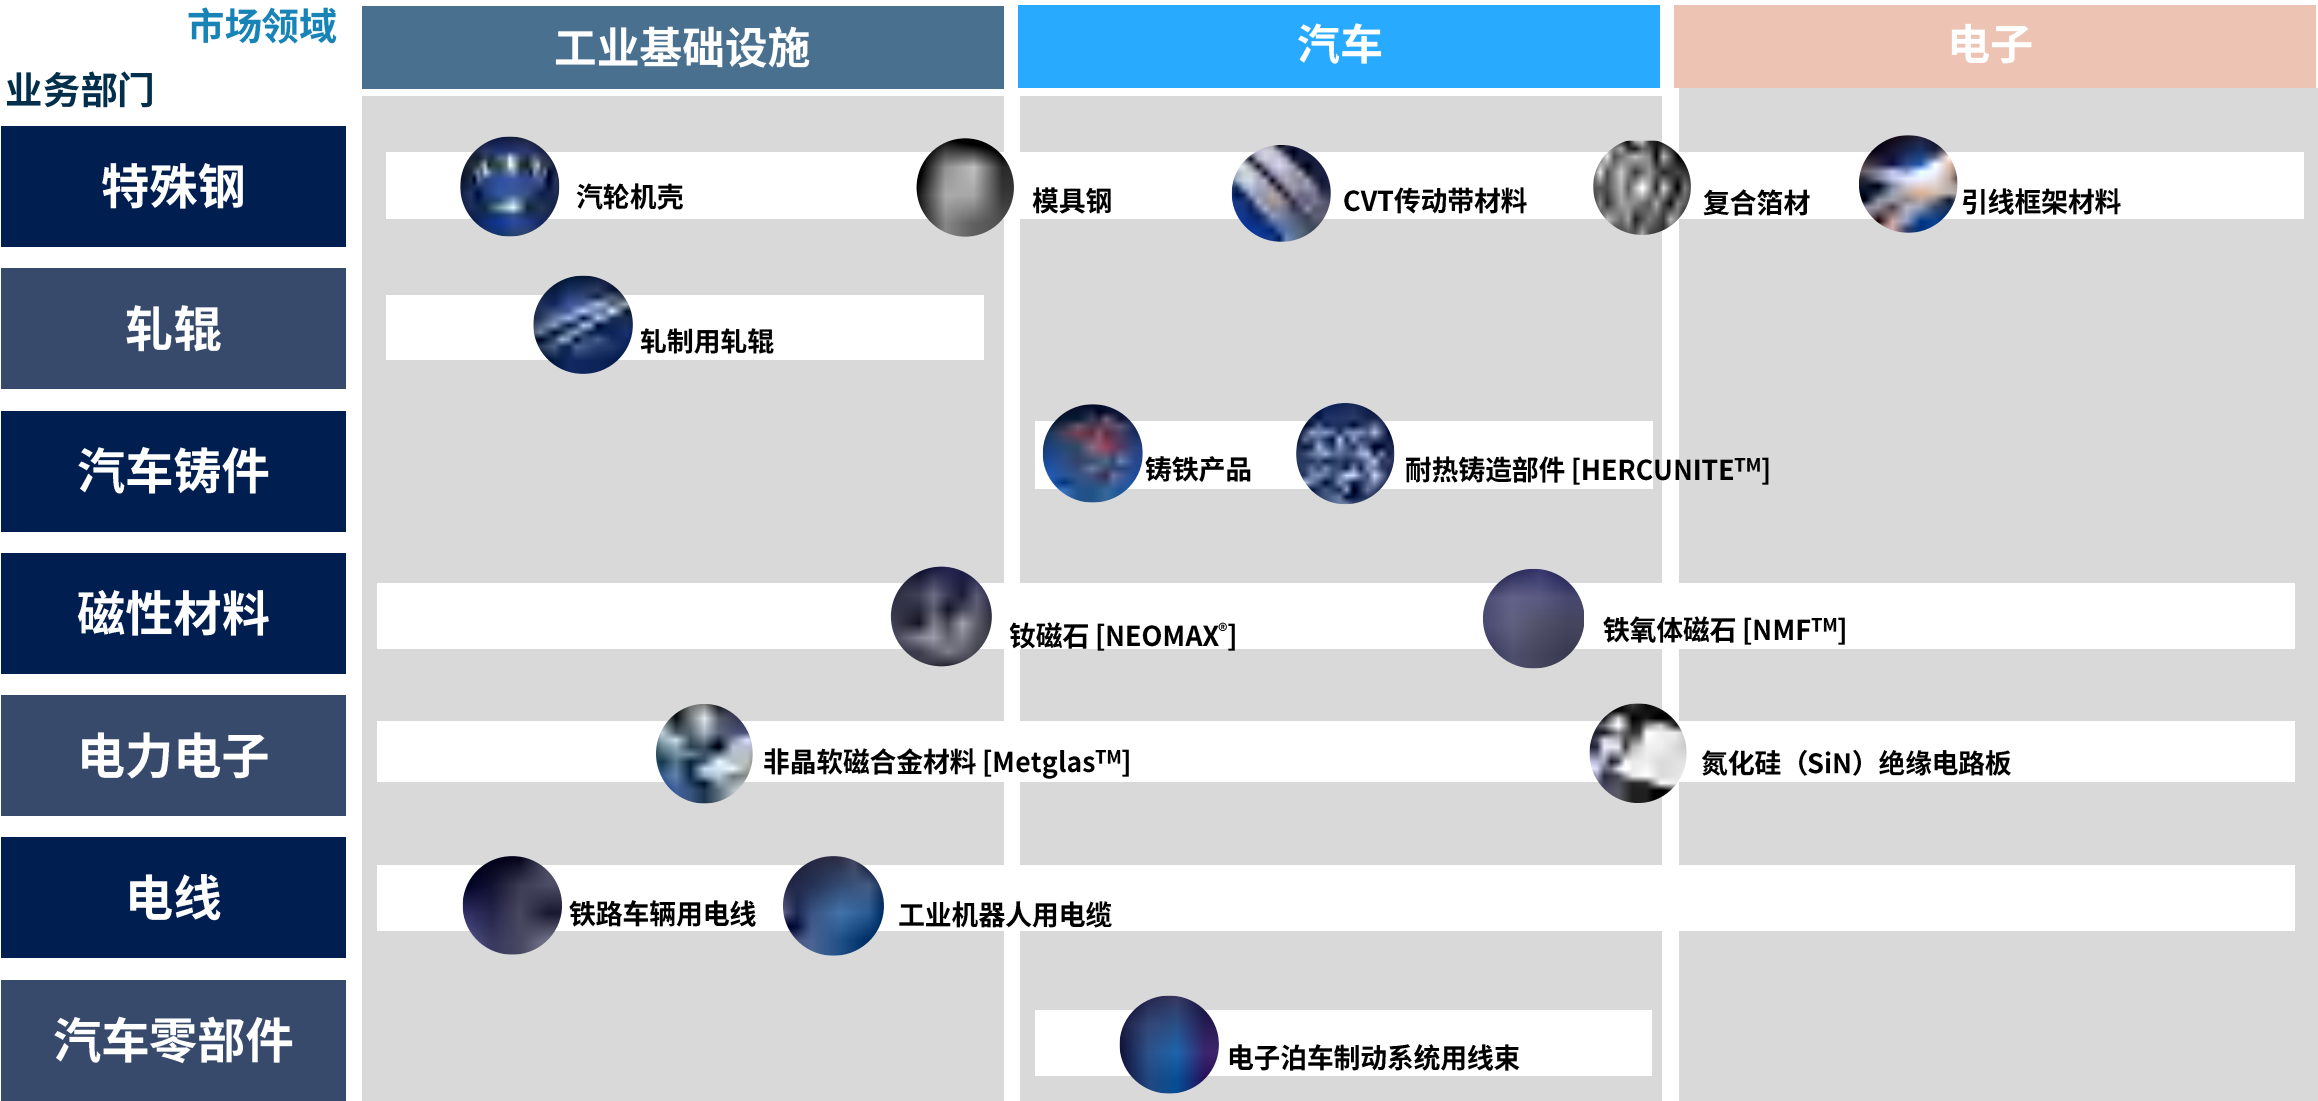 市场领域
业务部门
工业基础设施
汽车
电子
特殊钢
汽轮机壳
模具钢
CVT传动带材料
复合箔材
引线框架材料
轧辊
轧制用轧辊
汽车铸件
铸铁产品
耐热铸造部件 [HERCUNITE™]
磁性材料
钕磁石 [NEOMAX®]
铁氧体磁石 [NMF™]
电力电子
非晶软磁合金材料 [Metglas™]
氮化硅（SiN）绝缘电路板
电线
铁路车辆用电线
工业机器人用电缆
汽车零部件
电子泊车制动系统用线束